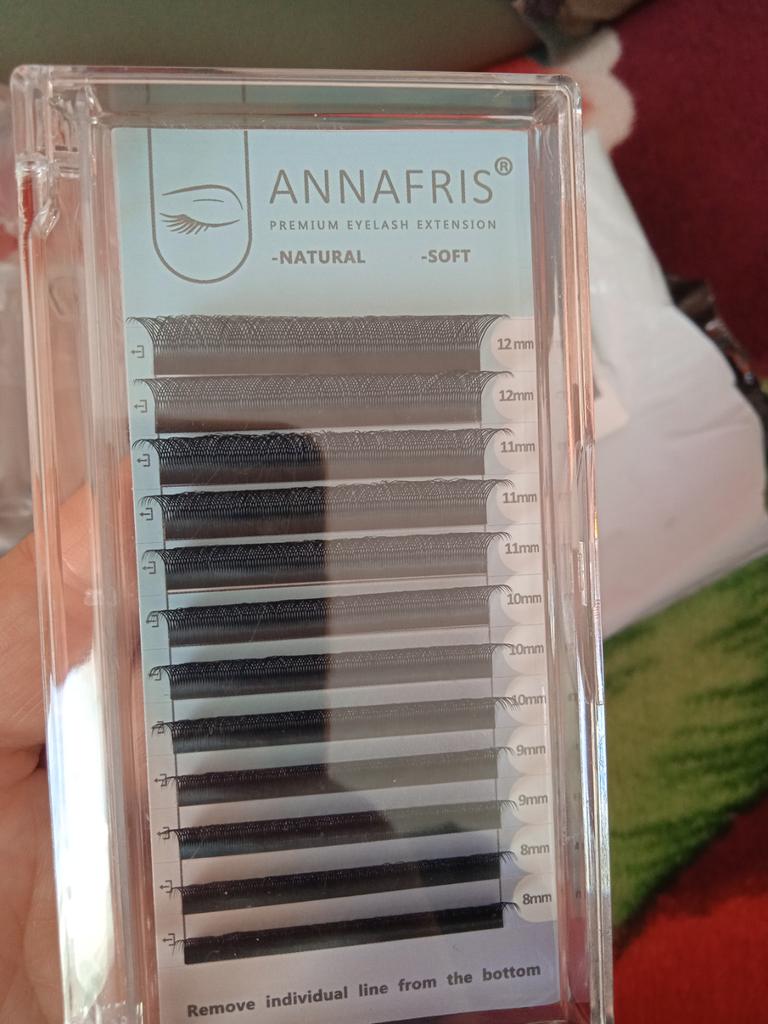 ANNAFRIS®
PREMIUM EYELASH EXTENSION
-NATURAL -SOFT
12mm
12mm
11mm
11mm
11mm
10mm
10mm
10mm
9mm
9mm
8mm
8mm
Remove individual line from the bottom